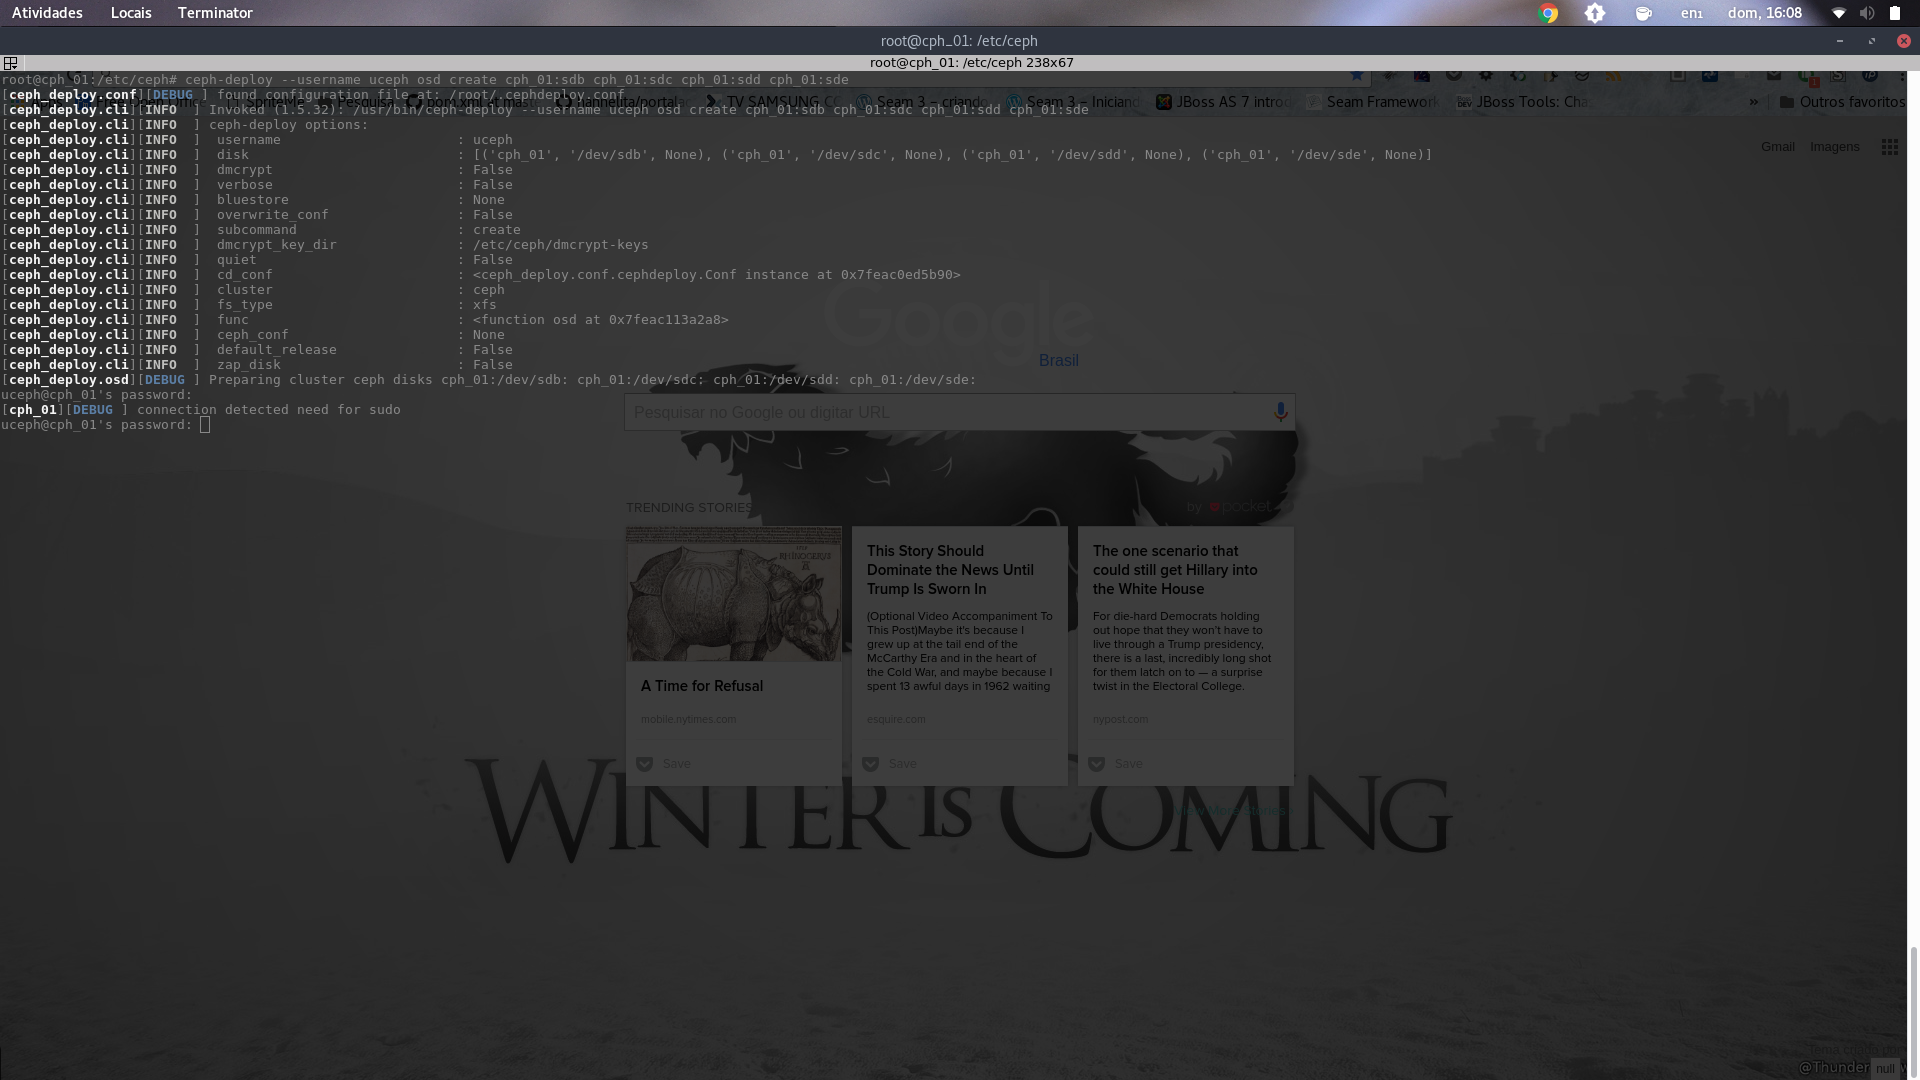 Atividades Locais Terminator en₁ dom, 16:08
root@cph_01: /etc/ceph
root@cph_01: /etc/ceph 238x67
root@cph_01:/etc/ceph# ceph-deploy --username uceph osd create cph_01:sdb cph_01:sdc cph_01:sdd cph_01:sde
[ceph_deploy.conf][DEBUG ] found configuration file at: /root/.cephdeploy.conf
[ceph_deploy.cli][INFO  ] Invoked (1.5.32): /usr/bin/ceph-deploy --username uceph osd create cph_01:sdb cph_01:sdc cph_01:sdd cph_01:sde
[ceph_deploy.cli][INFO  ] ceph-deploy options:
[ceph_deploy.cli][INFO  ]  username                      : uceph
[ceph_deploy.cli][INFO  ]  disk                          : [('cph_01', '/dev/sdb', None), ('cph_01', '/dev/sdc', None), ('cph_01', '/dev/sdd', None), ('cph_01', '/dev/sde', None)]
[ceph_deploy.cli][INFO  ]  dmcrypt                       : False
[ceph_deploy.cli][INFO  ]  verbose                       : False
[ceph_deploy.cli][INFO  ]  bluestore                     : None
[ceph_deploy.cli][INFO  ]  overwrite_conf                : False
[ceph_deploy.cli][INFO  ]  subcommand                    : create
[ceph_deploy.cli][INFO  ]  dmcrypt_key_dir               : /etc/ceph/dmcrypt-keys
[ceph_deploy.cli][INFO  ]  quiet                         : False
[ceph_deploy.cli][INFO  ]  cd_conf                       : <ceph_deploy.conf.cephdeploy.Conf instance at 0x7feac0ed5b90>
[ceph_deploy.cli][INFO  ]  cluster                       : ceph
[ceph_deploy.cli][INFO  ]  fs_type                       : xfs
[ceph_deploy.cli][INFO  ]  func                          : <function osd at 0x7feac113a2a8>
[ceph_deploy.cli][INFO  ]  ceph_conf                     : None
[ceph_deploy.cli][INFO  ]  default_release               : False
[ceph_deploy.cli][INFO  ]  zap_disk                      : False
[ceph_deploy.osd][DEBUG ] Preparing cluster ceph disks cph_01:/dev/sdb: cph_01:/dev/sdc: cph_01:/dev/sdd: cph_01:/dev/sde:
uceph@cph_01's password:
[cph_01][DEBUG ] connection detected need for sudo
uceph@cph_01's password:
Free Open SpriteMe Pesquisa pom.xml at mast hannelita/portal TV SAMSUNG Seam 3 – criand Seam 3 – Inician JBoss AS 7 introd Seam Framework JBoss Tools: Cha » Outros favoritos
Gmail Imagens
Google
Brasil
Pesquisar no Google ou digitar URL
TRENDING STORIES by pocket
RHINOCERVS
A Time for Refusal
mobile.nytimes.com
Save
This Story Should
Dominate the News Until
Trump Is Sworn In
(Optional Video Accompaniment To
This Post)Maybe it's because I
grew up at the tail end of the
McCarthy Era and in the heart of
the Cold War, and maybe because I
spent 13 awful days in 1962 waiting
esquire.com
Save
The one scenario that
could still get Hillary into
the White House
For die-hard Democrats holding
out hope that they won't have to
live through a Trump presidency,
there is a last, incredibly long shot
for them latch on to — a surprise
twist in the Electoral College.
nypost.com
Save
View More Stories
WINTER IS COMING
@Thunder null